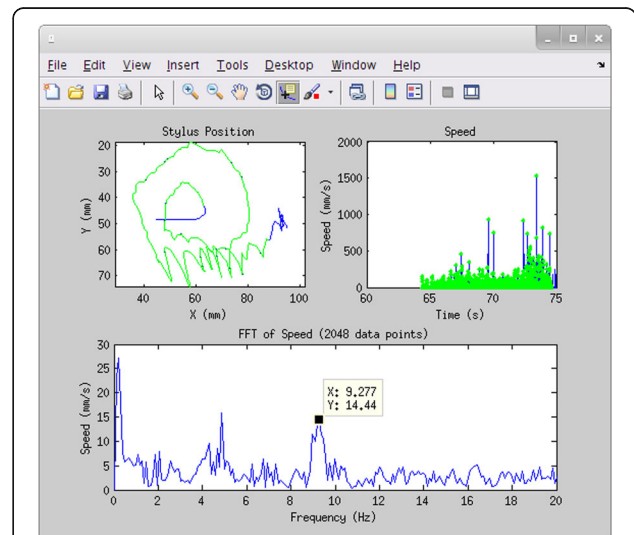 File Edit View Insert Tools Desktop Window Help
Stylus Position
20
30
40
50
60
70
Y (mm)
40 60 80 100
X (mm)
Speed
2000
1500
1000
500
0
Speed (mm/s)
60 65 70 75
Time (s)
FFT of Speed (2048 data points)
30
25
20
15
10
5
0
Speed (mm/s)
X: 9.277
Y: 14.44
0 2 4 6 8 10 12 14 16 18 20
Frequency (Hz)